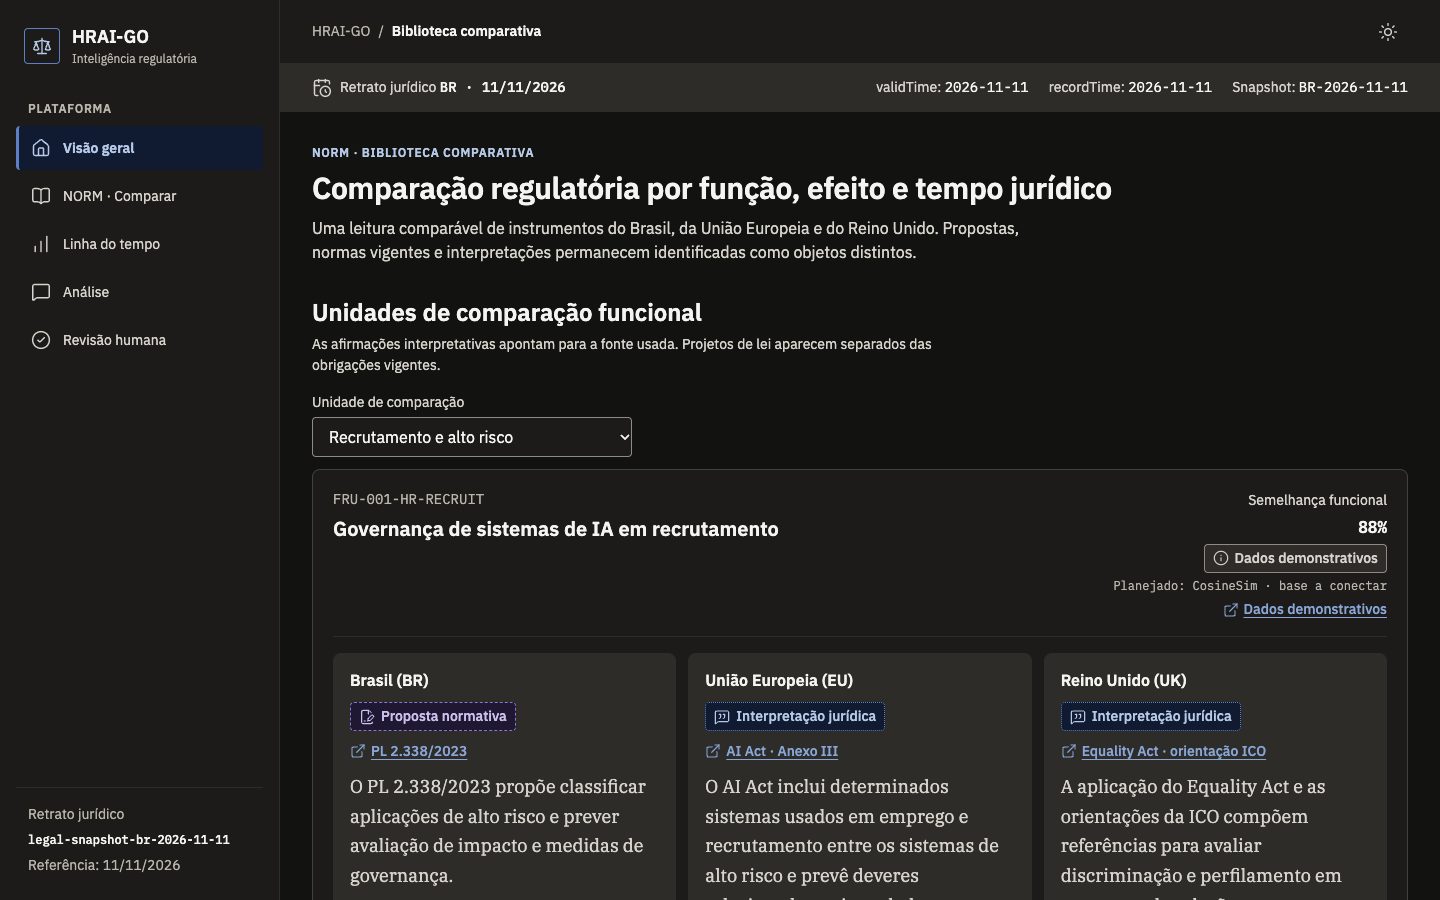 HRAI-GO
Inteligência regulatória
PLATAFORMA
Visão geral
NORM · Comparar
Linha do tempo
Análise
Revisão humana
Retrato jurídico
legal-snapshot-br-2026-11-11
Referência: 11/11/2026
HRAI-GO / Biblioteca comparativa
Retrato jurídico BR · 11/11/2026
validTime: 2026-11-11 recordTime: 2026-11-11 Snapshot: BR-2026-11-11
NORM · BIBLIOTECA COMPARATIVA
Comparação regulatória por função, efeito e tempo jurídico
Uma leitura comparável de instrumentos do Brasil, da União Europeia e do Reino Unido. Propostas,
normas vigentes e interpretações permanecem identificadas como objetos distintos.
Unidades de comparação funcional
As afirmações interpretativas apontam para a fonte usada. Projetos de lei aparecem separados das
obrigações vigentes.
Unidade de comparação
Recrutamento e alto risco
FRU-001-HR-RECRUIT
Governança de sistemas de IA em recrutamento
Semelhança funcional
88%
Dados demonstrativos
Planejado: CosineSim · base a conectar
Dados demonstrativos
Brasil (BR)
Proposta normativa
PL 2.338/2023
O PL 2.338/2023 propõe classificar
aplicações de alto risco e prever
avaliação de impacto e medidas de
governança.
União Europeia (EU)
Interpretação jurídica
AI Act · Anexo III
O AI Act inclui determinados
sistemas usados em emprego e
recrutamento entre os sistemas de
alto risco e prevê deveres
Reino Unido (UK)
Interpretação jurídica
Equality Act · orientação ICO
A aplicação do Equality Act e as
orientações da ICO compõem
referências para avaliar
discriminação e perfilamento em